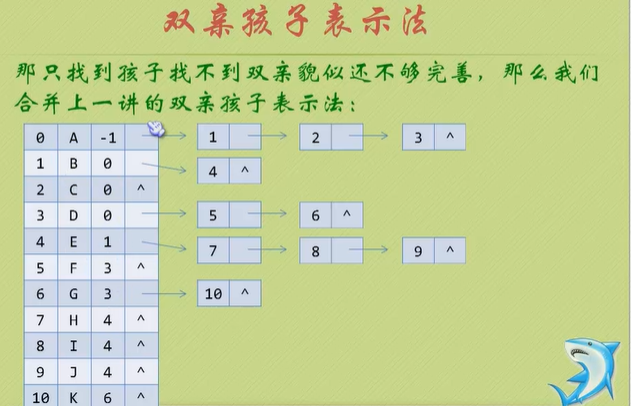 双亲孩子表示法
那只找到孩子找不到双亲貌似还不够完善，那么我们
合并上一讲的双亲孩子表示法：
0 A -1 1 2 3 ^
1 B 0 4 ^
2 C 0 ^
3 D 0 5 6 ^
4 E 1 7 8 9 ^
5 F 3 ^
6 G 3 10 ^
7 H 4 ^
8 I 4 ^
9 J 4 ^
10 K 6 ^